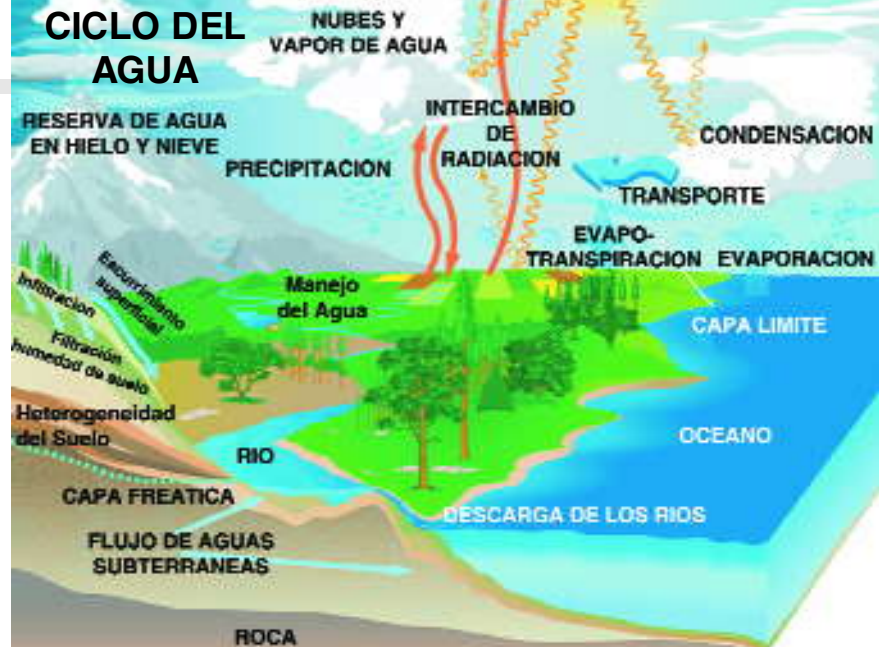 CICLO DEL
AGUA
NUBES Y
VAPOR DE AGUA
RESERVA DE AGUA
EN HIELO Y NIEVE
PRECIPITACION
INTERCAMBIO
DE
RADIACION
CONDENSACION
TRANSPORTE
EVAPO-
TRANSPIRACION
EVAPORACION
Infiltracion
Escurrimiento
superficial
Manejo
del Agua
CAPA LIMITE
Filtración
humedad de suelo
Heterogeneidad
del Suelo
OCEANO
RIO
CAPA FREATICA
DESCARGA DE LOS RIOS
FLUJO DE AGUAS
SUBTERRANEAS
ROCA